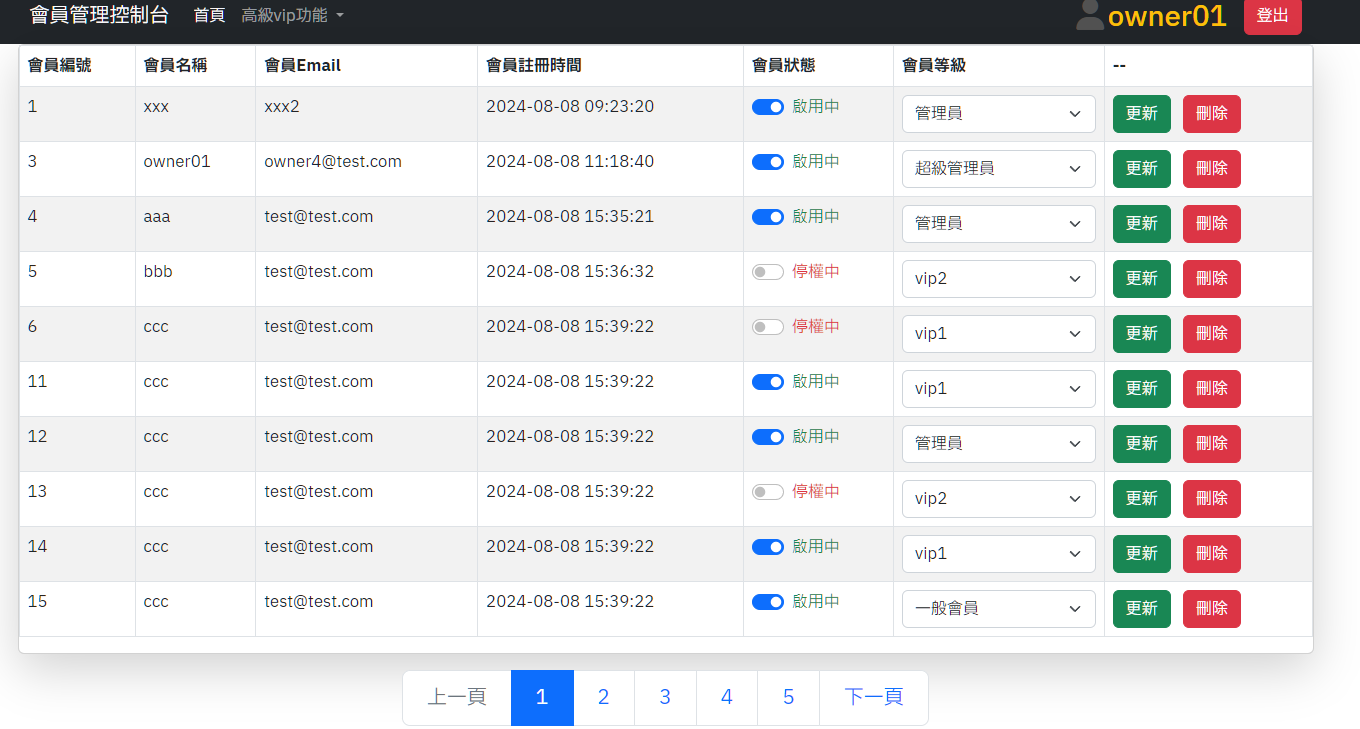 會員管理控制台 首頁 高級vip功能 owner01 登出
會員編號 會員名稱 會員Email 會員註冊時間 會員狀態 會員等級 --
1 xxx xxx2 2024-08-08 09:23:20 啟用中 管理員 更新 刪除
3 owner01 owner4@test.com 2024-08-08 11:18:40 啟用中 超級管理員 更新 刪除
4 aaa test@test.com 2024-08-08 15:35:21 啟用中 管理員 更新 刪除
5 bbb test@test.com 2024-08-08 15:36:32 停權中 vip2 更新 刪除
6 ccc test@test.com 2024-08-08 15:39:22 停權中 vip1 更新 刪除
11 ccc test@test.com 2024-08-08 15:39:22 啟用中 vip1 更新 刪除
12 ccc test@test.com 2024-08-08 15:39:22 啟用中 管理員 更新 刪除
13 ccc test@test.com 2024-08-08 15:39:22 停權中 vip2 更新 刪除
14 ccc test@test.com 2024-08-08 15:39:22 啟用中 vip1 更新 刪除
15 ccc test@test.com 2024-08-08 15:39:22 啟用中 一般會員 更新 刪除
上一頁 1 2 3 4 5 下一頁